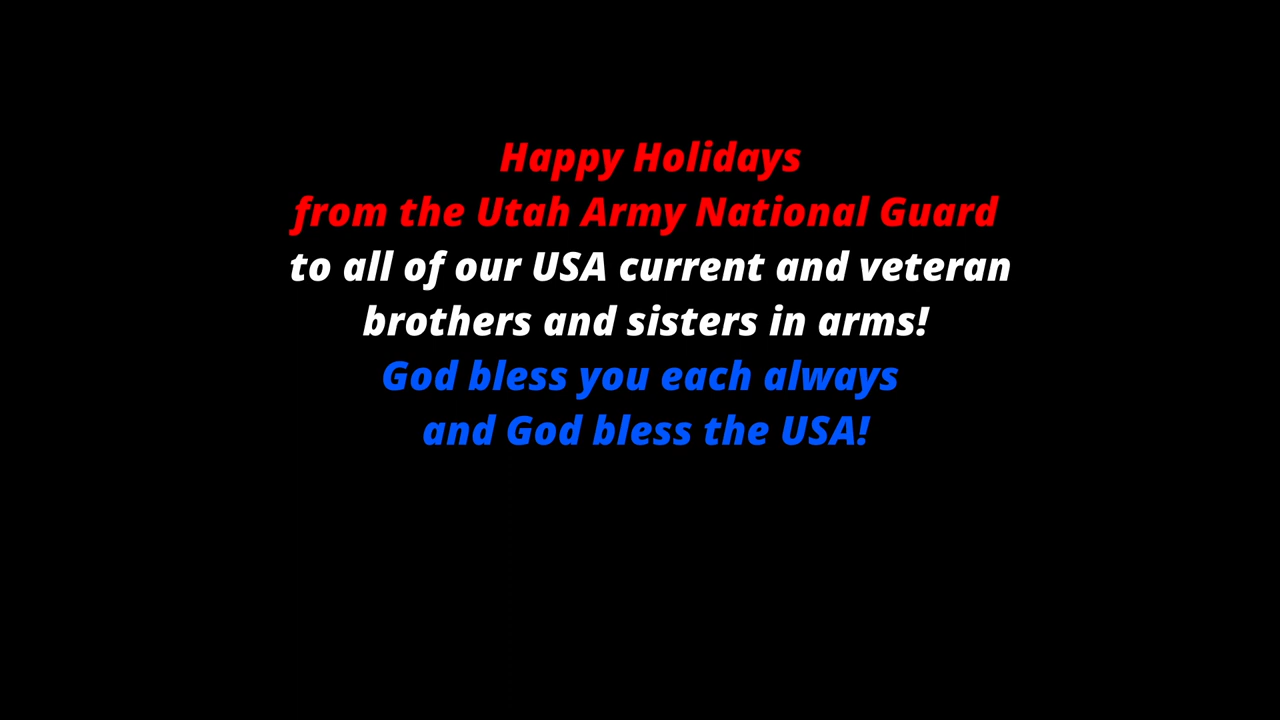 Happy Holidays
from the Utah Army National Guard
to all of our USA current and veteran
brothers and sisters in arms!
God bless you each always
and God bless the USA!